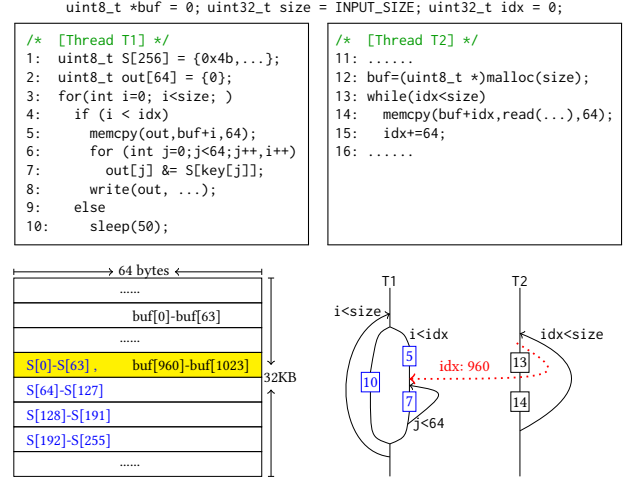 uint8_t *buf = 0; uint32_t size = INPUT_SIZE; uint32_t idx = 0;
/*  [Thread T1] */
1:  uint8_t S[256] = {0x4b,...};
2:  uint8_t out[64] = {0};
3:  for(int i=0; i<size; )
4:    if (i < idx)
5:      memcpy(out,buf+i,64);
6:      for (int j=0;j<64;j++,i++)
7:        out[j] &= S[key[j]];
8:      write(out, ...);
9:    else
10:     sleep(50);
/*  [Thread T2] */
11: ......
12: buf=(uint8_t *)malloc(size);
13: while(idx<size)
14:   memcpy(buf+idx,read(...),64);
15:   idx+=64;
16: ......
64 bytes
......
buf[0]-buf[63]
......
S[0]-S[63] ,    buf[960]-buf[1023]
S[64]-S[127]
S[128]-S[191]
S[192]-S[255]
......
32KB
T1
T2
i<size
i<idx
idx<size
5
13
idx: 960
10
7
14
j<64